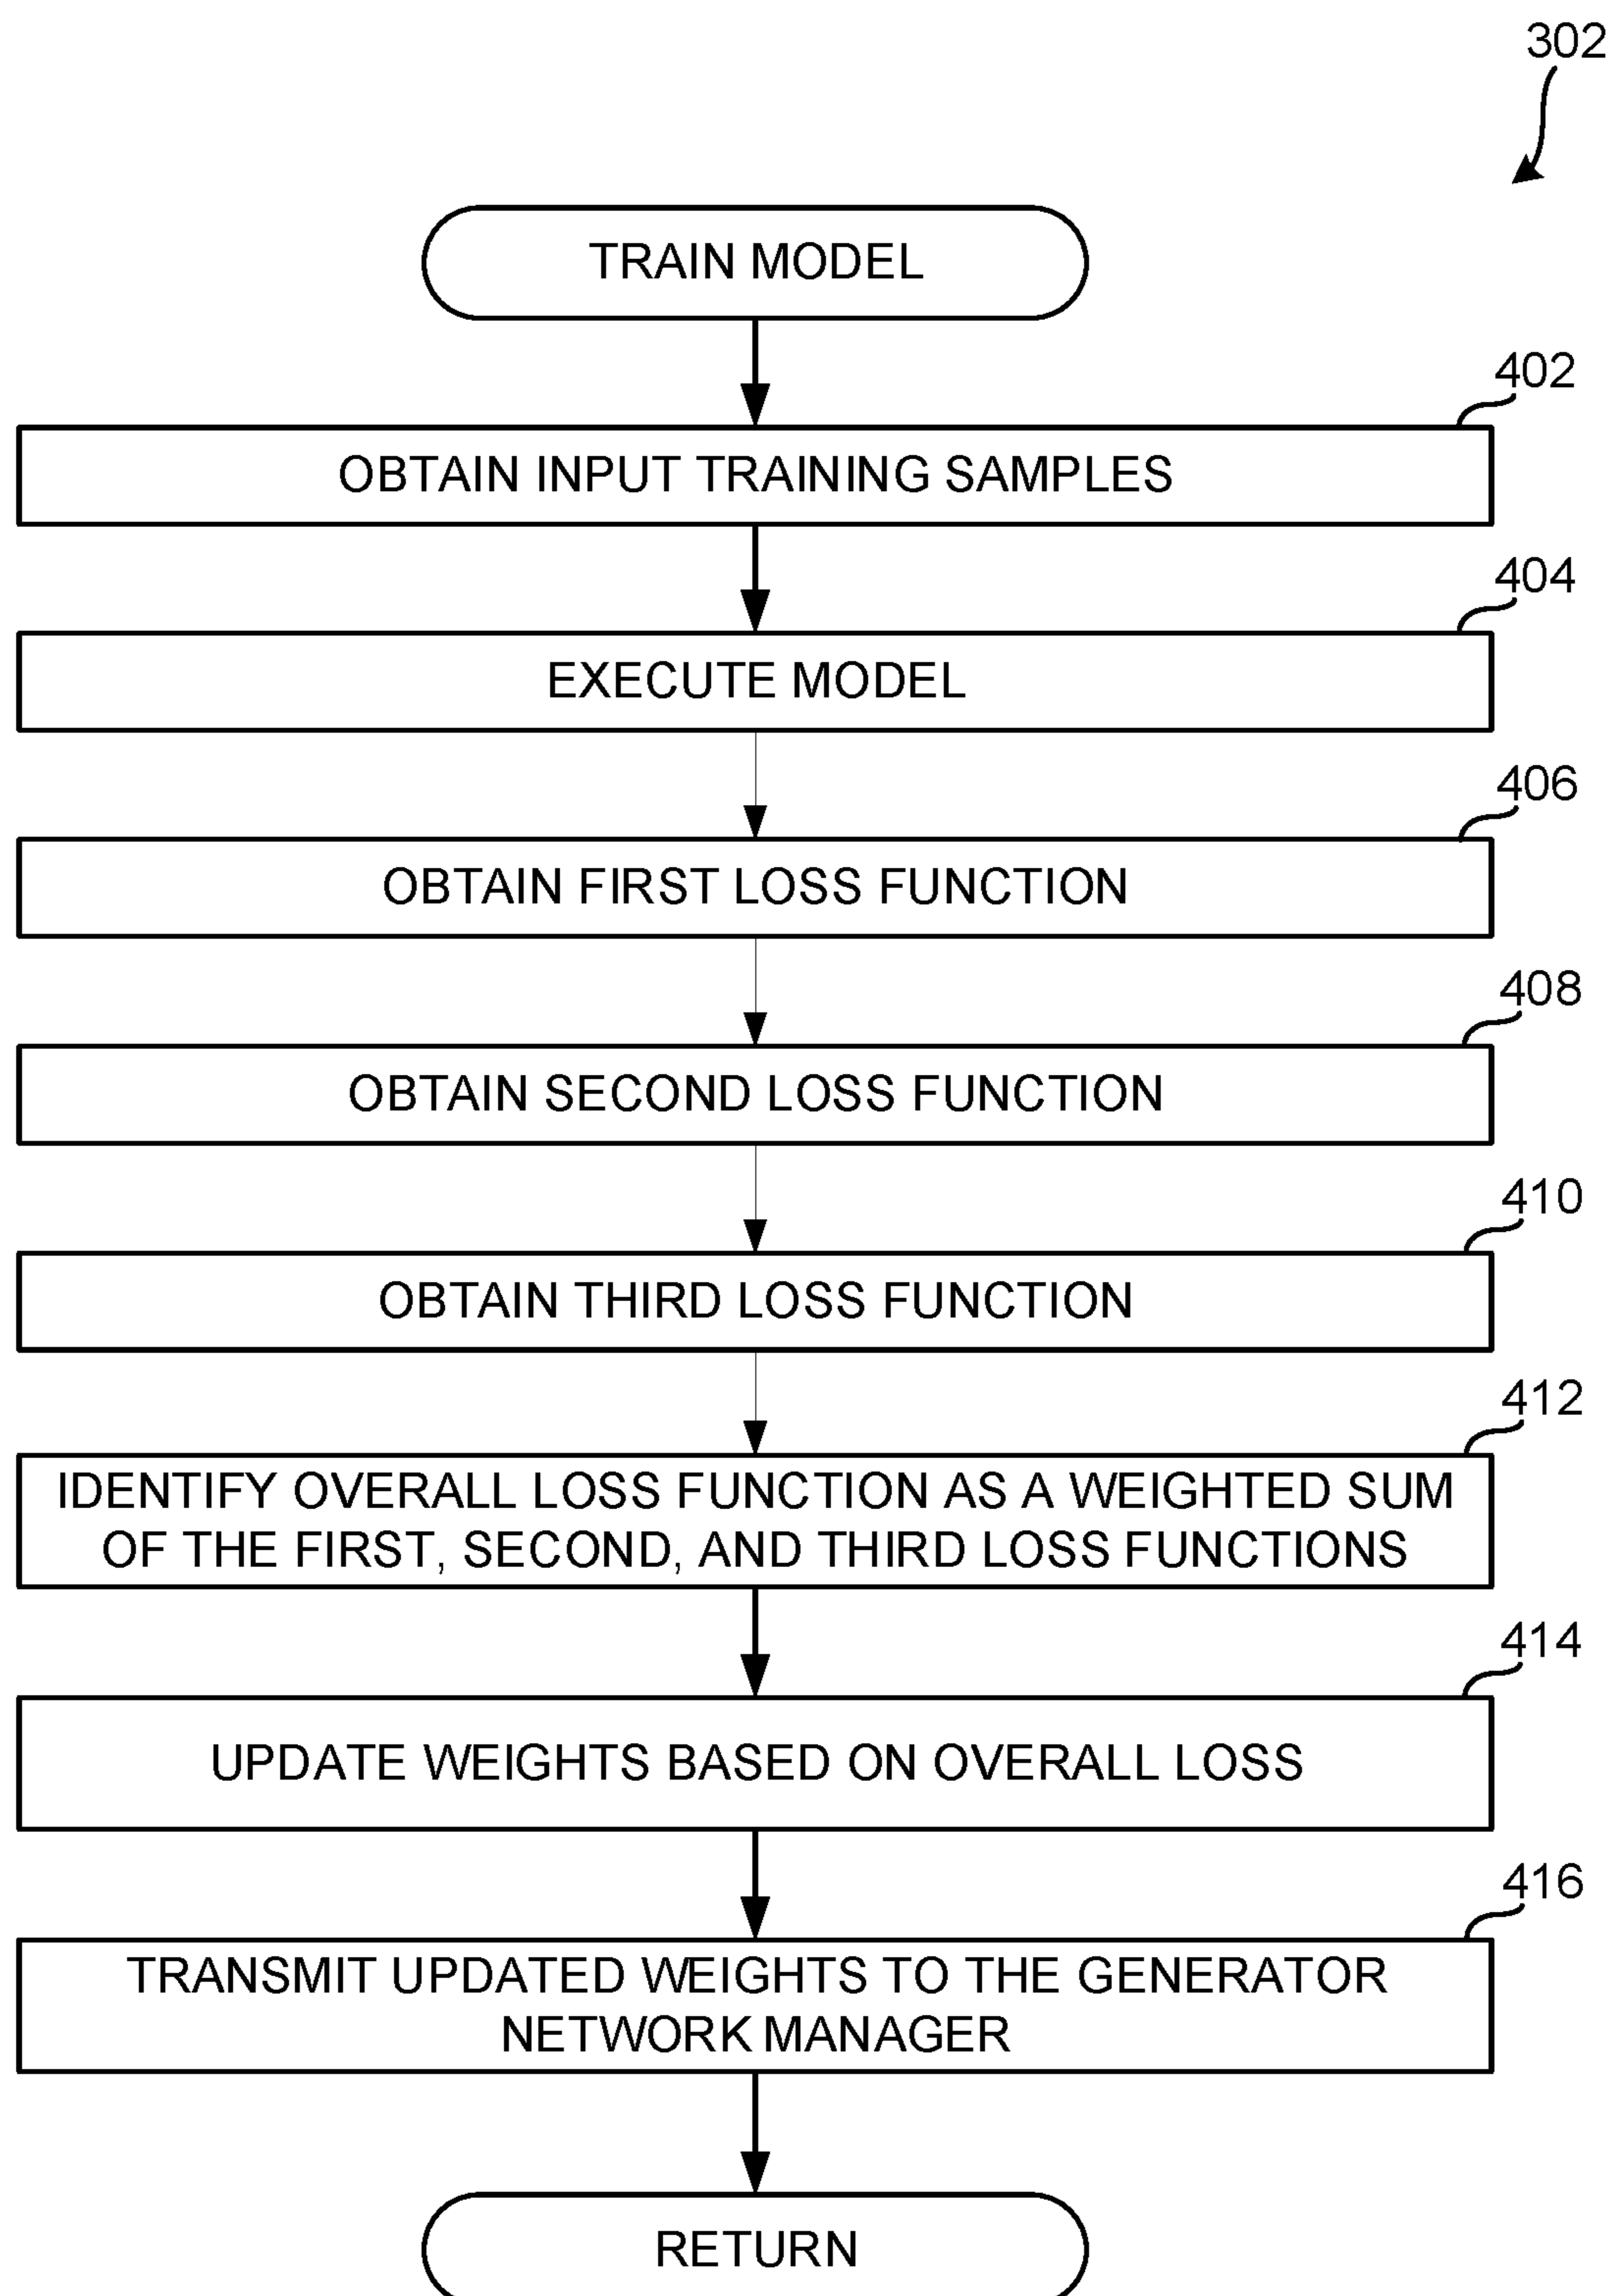 302
TRAIN MODEL
402
OBTAIN INPUT TRAINING SAMPLES
404
EXECUTE MODEL
406
OBTAIN FIRST LOSS FUNCTION
408
OBTAIN SECOND LOSS FUNCTION
410
OBTAIN THIRD LOSS FUNCTION
412
IDENTIFY OVERALL LOSS FUNCTION AS A WEIGHTED SUM
OF THE FIRST, SECOND, AND THIRD LOSS FUNCTIONS
414
UPDATE WEIGHTS BASED ON OVERALL LOSS
416
TRANSMIT UPDATED WEIGHTS TO THE GENERATOR
NETWORK MANAGER
RETURN